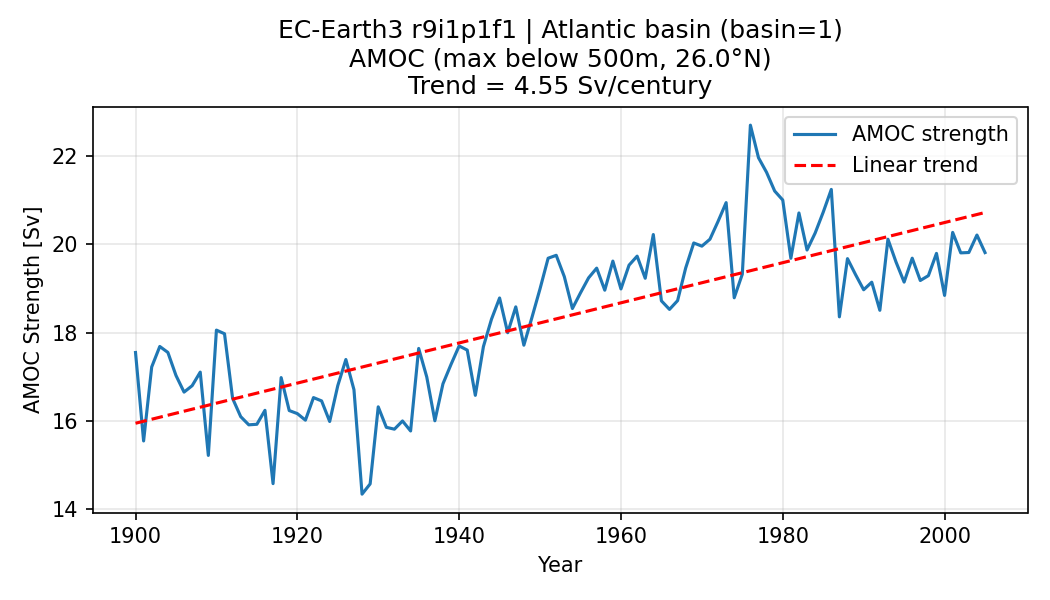 EC-Earth3 r9i1p1f1 | Atlantic basin (basin=1)
AMOC (max below 500m, 26.0°N)
Trend = 4.55 Sv/century
AMOC strength
Linear trend
AMOC Strength [Sv]
22
20
18
16
14
1900
1920
1940
1960
1980
2000
Year